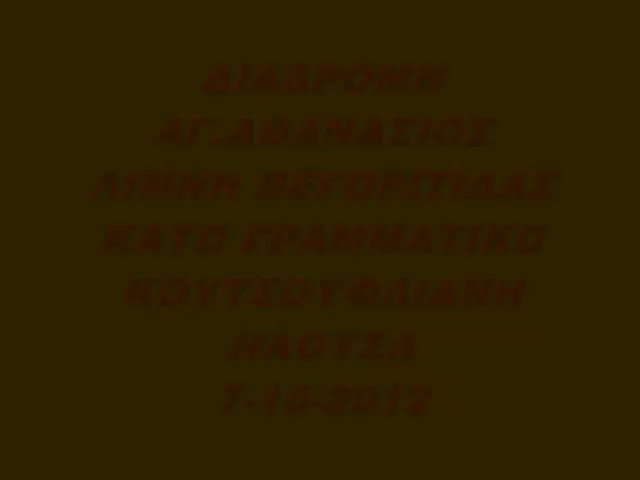 ΔΙΑΔΡΟΜΗ
ΑΓ.ΑΘΑΝΑΣΙΟΣ
ΛΙΜΝΗ ΒΕΓΟΡΙΤΙΔΑΣ
ΚΑΤΩ ΓΡΑΜΜΑΤΙΚΟ
ΚΟΥΤΣΟΥΦΛΙΑΝΗ
ΝΑΟΥΣΑ
7-10-2012